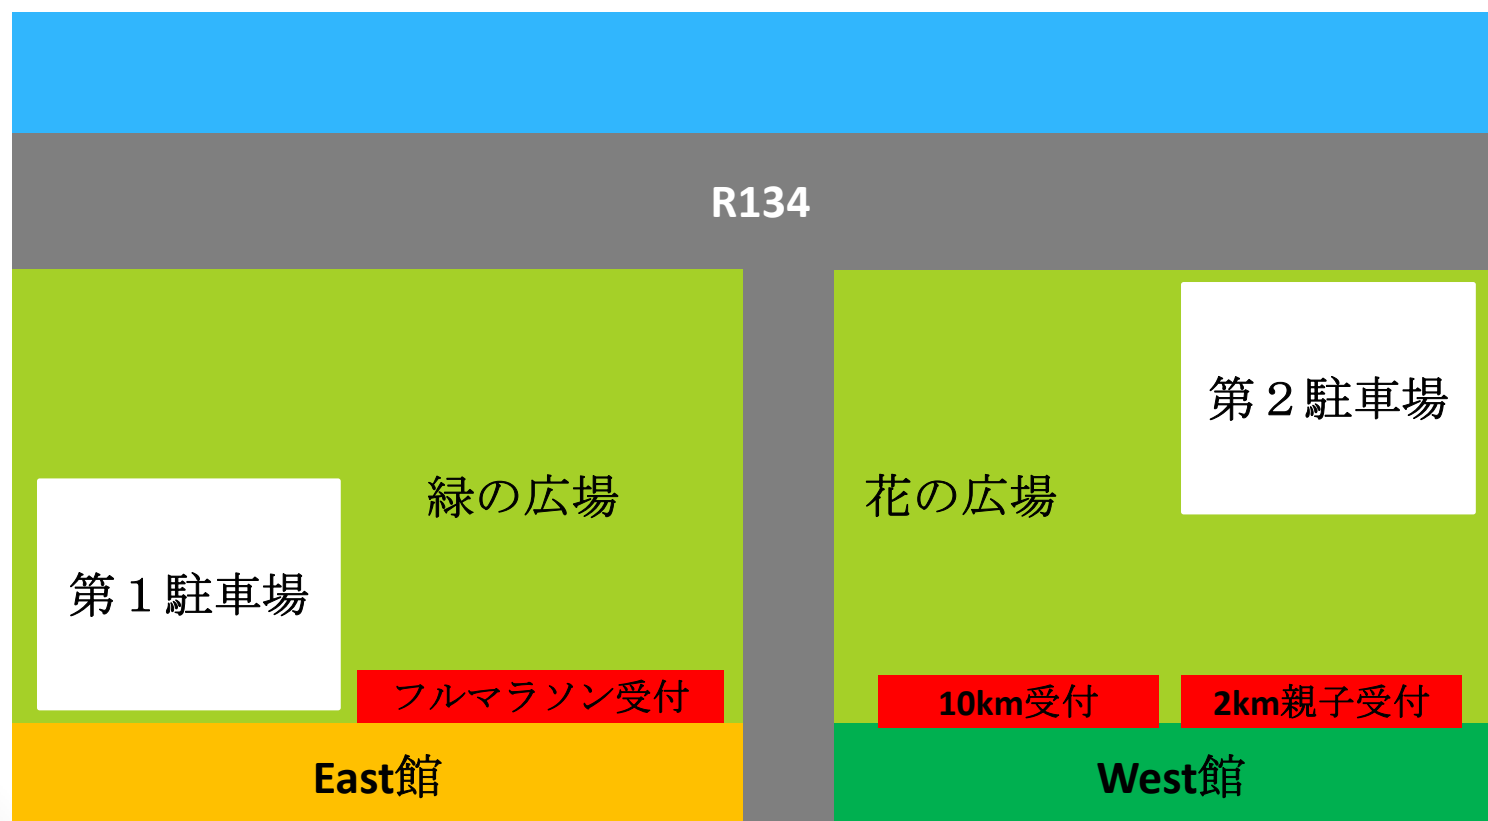 R134
第２駐車場
緑の広場
花の広場
第１駐車場
フルマラソン受付
10km受付
2km親子受付
East館
West館